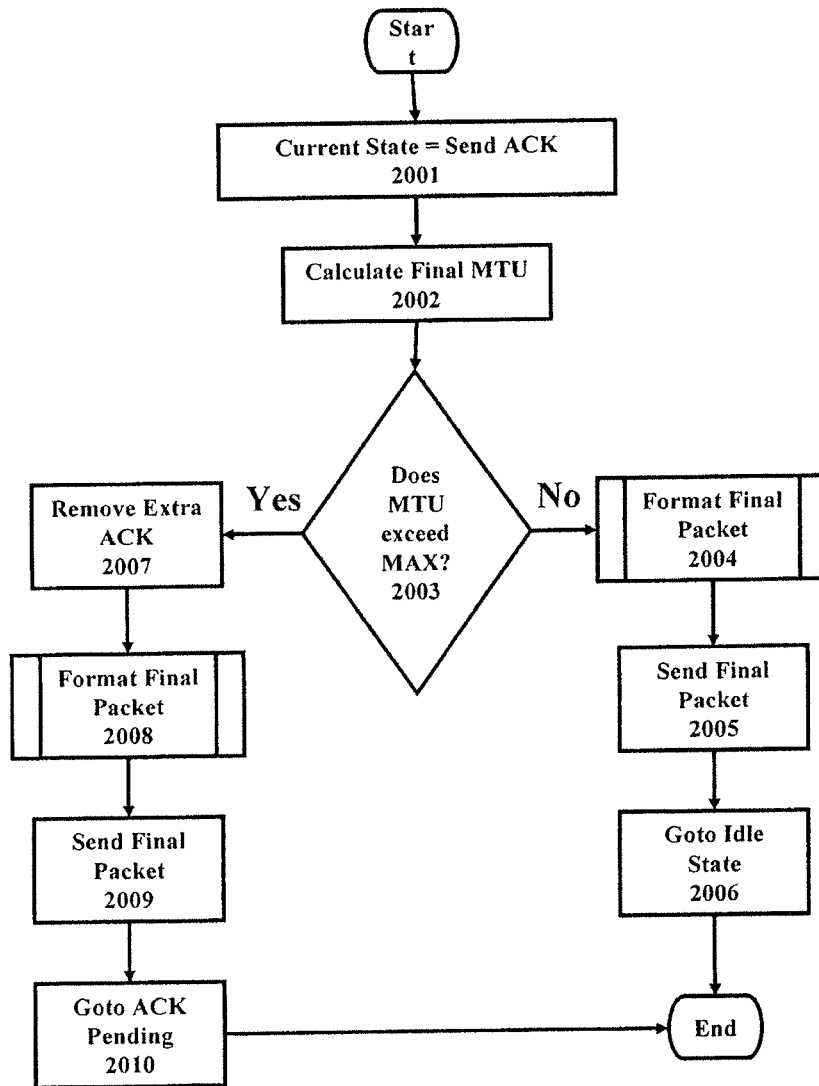 Star
t
Current State = Send ACK
2001
Calculate Final MTU
2002
Does
MTU
exceed
MAX?
2003
Yes
No
Remove Extra
ACK
2007
Format Final
Packet
2004
Format Final
Packet
2008
Send Final
Packet
2005
Send Final
Packet
2009
Goto Idle
State
2006
Goto ACK
Pending
2010
End